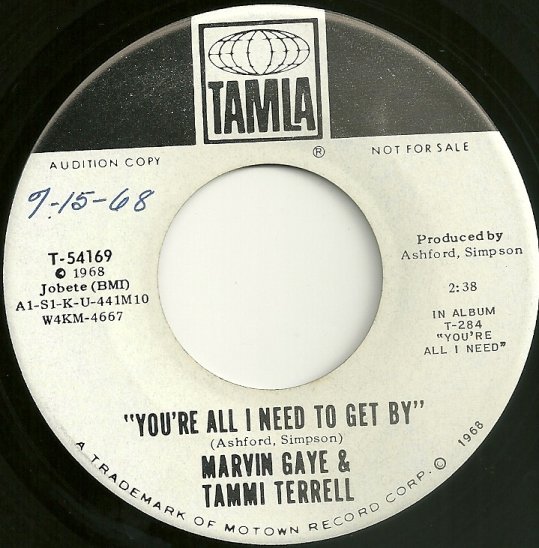 TAMLA
®
AUDITION COPY
NOT FOR SALE
7-15-68
T-54169
© 1968
Jobete (BMI)
A1-S1-K-U-441M10
W4KM-4667
Produced by
Ashford, Simpson
2:38
IN ALBUM
T-284
"YOU'RE
ALL I NEED"
"YOU'RE ALL I NEED TO GET BY"
(Ashford, Simpson)
MARVIN GAYE &
TAMMI TERRELL
A TRADEMARK OF MOTOWN RECORD CORP. © 1968